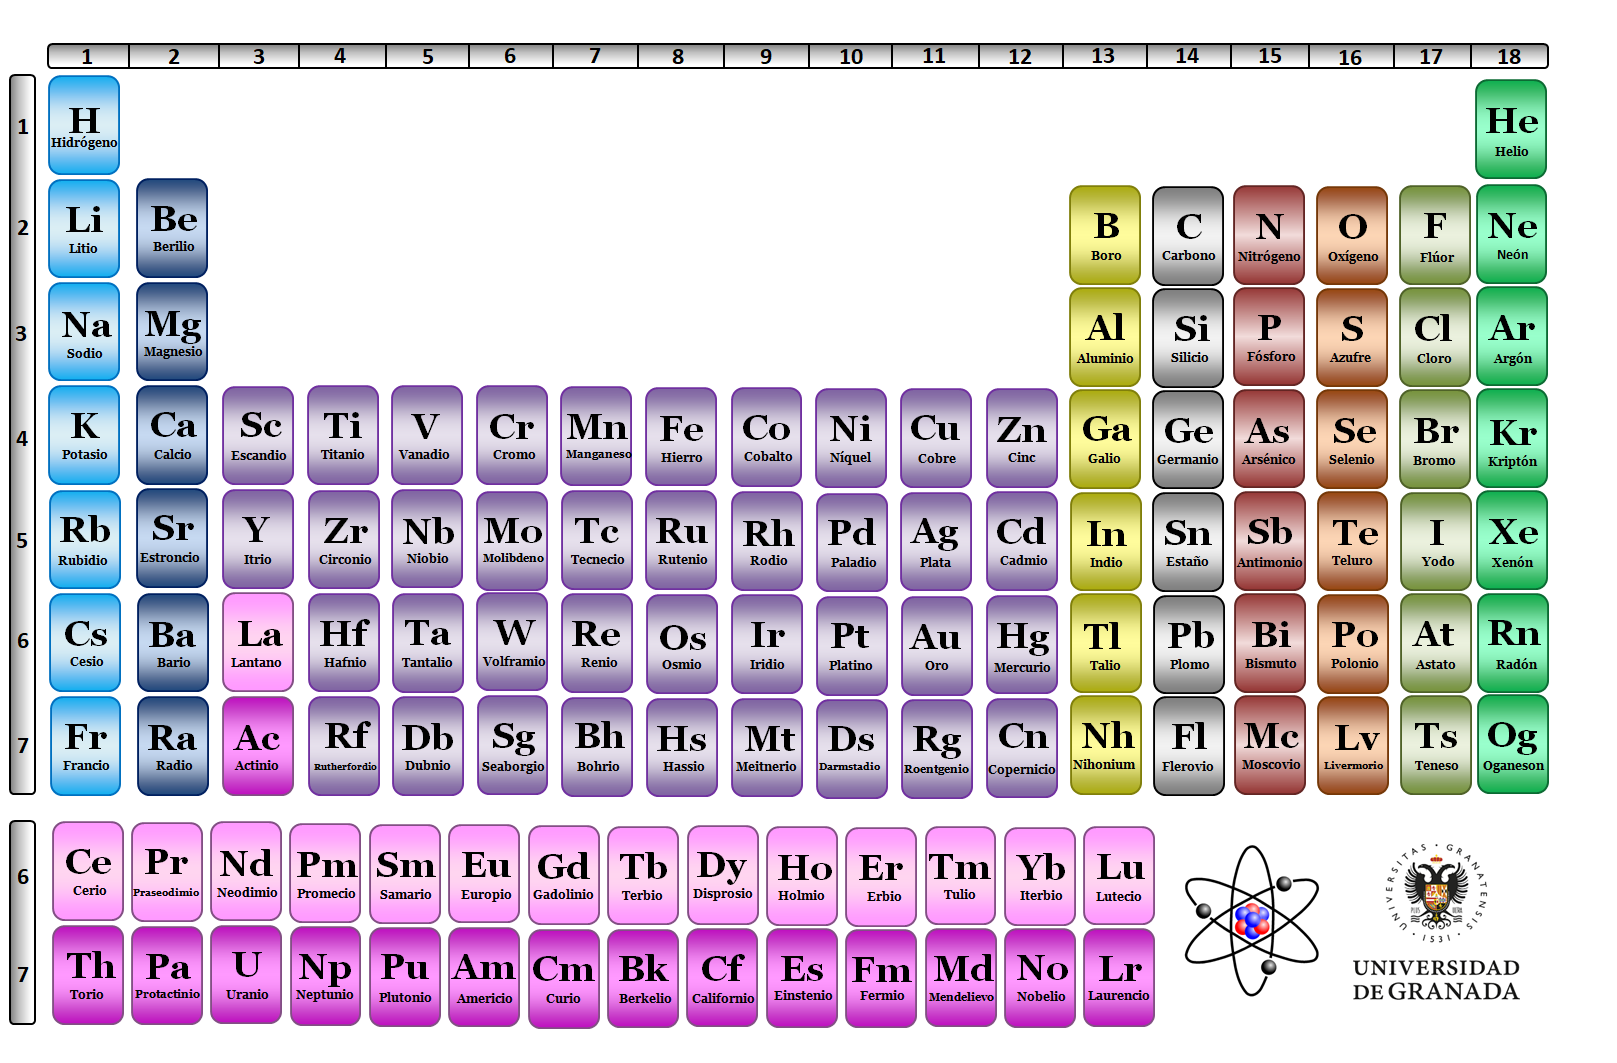 1 2 3 4 5 6 7 8 9 10 11 12 13 14 15 16 17 18
1
H He
Hidrógeno Helio
2
Li Be B C N O F Ne
Litio Berilio Boro Carbono Nitrógeno Oxígeno Flúor Neón
3
Na Mg Al Si P S Cl Ar
Sodio Magnesio Aluminio Silicio Fósforo Azufre Cloro Argón
4
K Ca Sc Ti V Cr Mn Fe Co Ni Cu Zn Ga Ge As Se Br Kr
Potasio Calcio Escandio Titanio Vanadio Cromo Manganeso Hierro Cobalto Níquel Cobre Cinc Galio Germanio Arsénico Selenio Bromo Kriptón
5
Rb Sr Y Zr Nb Mo Tc Ru Rh Pd Ag Cd In Sn Sb Te I Xe
Rubidio Estroncio Itrio Circonio Niobio Molibdeno Tecnecio Rutenio Rodio Paladio Plata Cadmio Indio Estaño Antimonio Teluro Yodo Xenón
6
Cs Ba La Hf Ta W Re Os Ir Pt Au Hg Tl Pb Bi Po At Rn
Cesio Bario Lantano Hafnio Tantalio Volframio Renio Osmio Iridio Platino Oro Mercurio Talio Plomo Bismuto Polonio Astato Radón
7
Fr Ra Ac Rf Db Sg Bh Hs Mt Ds Rg Cn Nh Fl Mc Lv Ts Og
Francio Radio Actinio Rutherfordio Dubnio Seaborgio Bohrio Hassio Meitnerio Darmstadio Roentgenio Copernicio Nihonium Flerovio Moscovio Livermorio Teneso Oganeson
6
Ce Pr Nd Pm Sm Eu Gd Tb Dy Ho Er Tm Yb Lu
Cerio Praseodimio Neodimio Promecio Samario Europio Gadolinio Terbio Disprosio Holmio Erbio Tulio Iterbio Lutecio
7
Th Pa U Np Pu Am Cm Bk Cf Es Fm Md No Lr
Torio Protactinio Uranio Neptunio Plutonio Americio Curio Berkelio Californio Einstenio Fermio Mendelievo Nobelio Laurencio
UNIVERSITAS · GRANATENSIS · 1531 ·
UNIVERSIDAD
DE GRANADA